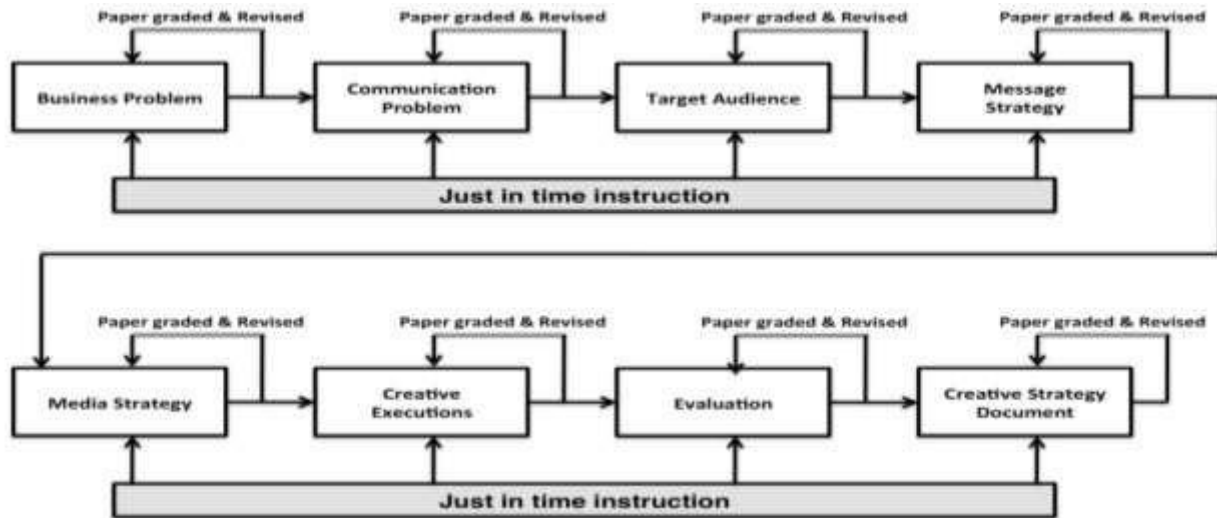 Paper graded & Revised
Paper graded & Revised
Paper graded & Revised
Paper graded & Revised
Business Problem
Communication
Problem
Target Audience
Message
Strategy
Just in time instruction
Paper graded & Revised
Paper graded & Revised
Paper graded & Revised
Paper graded & Revised
Media Strategy
Creative
Executions
Evaluation
Creative Strategy
Document
Just in time instruction